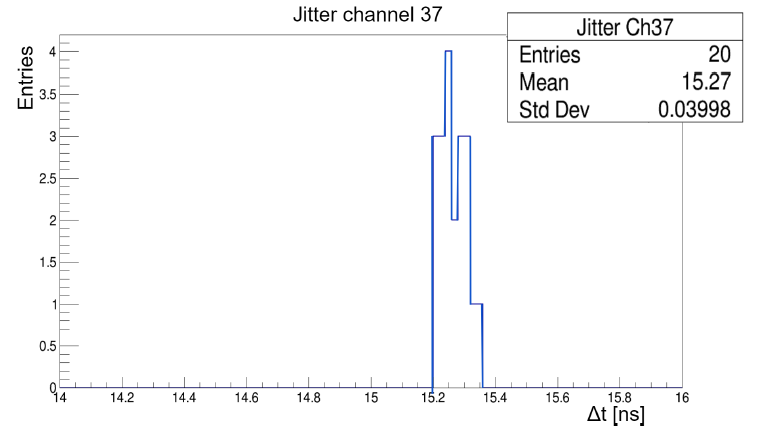 Jitter channel 37
Jitter Ch37
Entries 20
Mean 15.27
Std Dev 0.03998
Entries
4
3.5
3
2.5
2
1.5
1
0.5
0
14 14.2 14.4 14.6 14.8 15 15.2 15.4 15.6 15.8 16
Δt [ns]